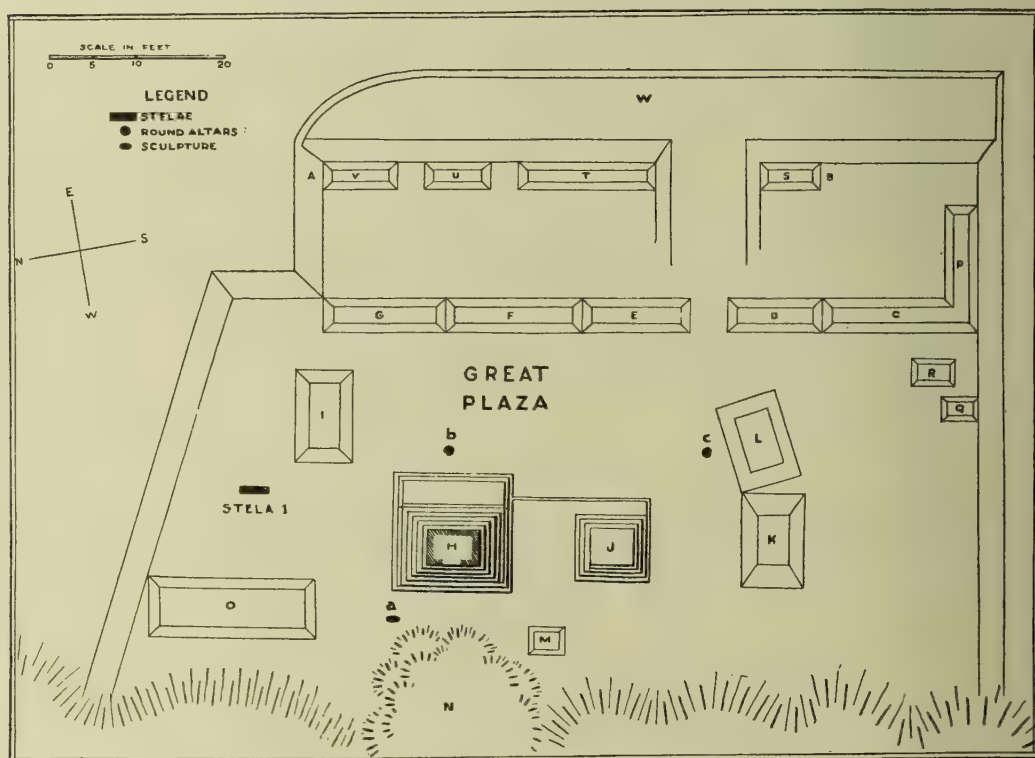 SCALE IN FEET
0 5 10 20
LEGEND
STELAE
ROUND ALTARS
SCULPTURE
E
N S
W
W
A V U T S B
P
G F E D C
GREAT
PLAZA
R
I
Q
b c L
STELA 1
H J K
O
a
M
N